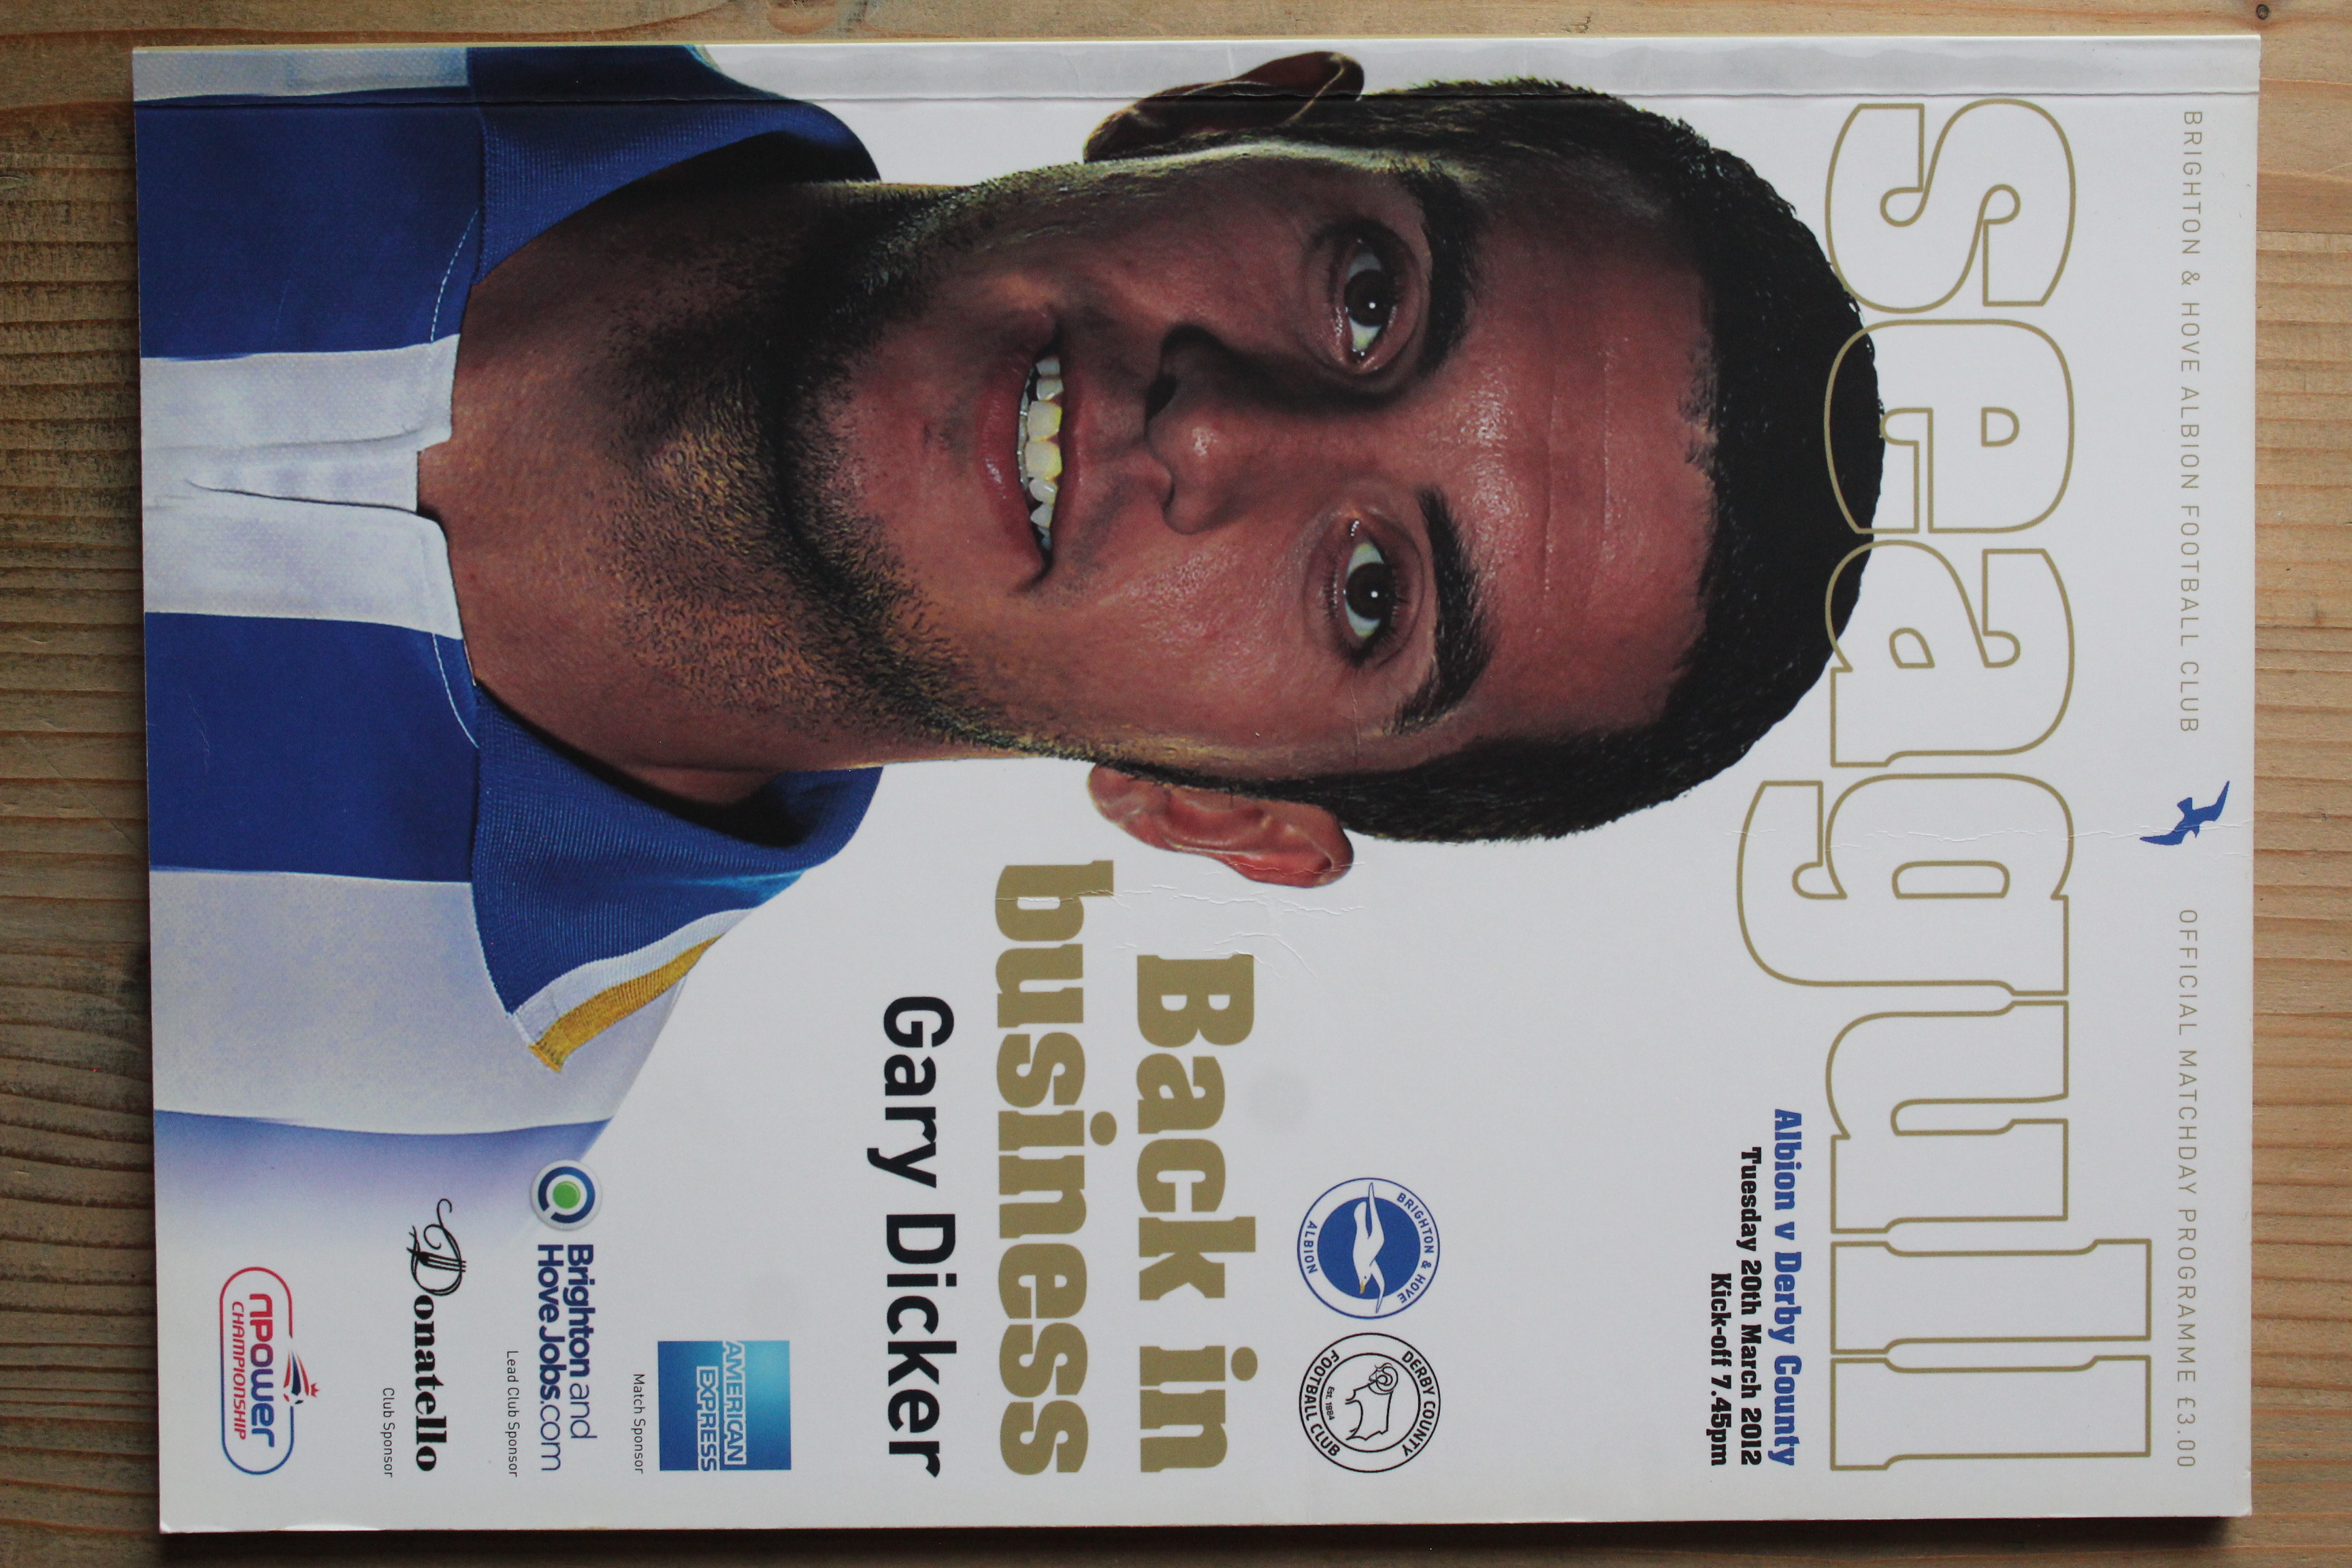 BRIGHTON & HOVE ALBION FOOTBALL CLUB
OFFICIAL MATCHDAY PROGRAMME £3.00
seagull
Albion v Derby County
Tuesday 20th March 2012
Kick-off 7.45pm
BRIGHTON & HOVE
ALBION
DERBY COUNTY
Est. 1884
FOOTBALL CLUB
Back in
business
Gary Dicker
AMERICAN
EXPRESS
Match Sponsor
Brighton and
HoveJobs.com
Lead Club Sponsor
Donatello
Club Sponsor
npower
CHAMPIONSHIP